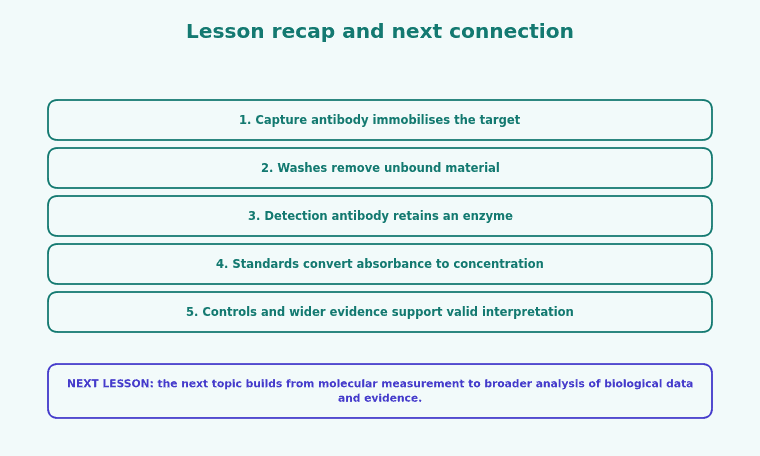 Lesson recap and next connection
1. Capture antibody immobilises the target
2. Washes remove unbound material
3. Detection antibody retains an enzyme
4. Standards convert absorbance to concentration
5. Controls and wider evidence support valid interpretation
NEXT LESSON: the next topic builds from molecular measurement to broader analysis of biological data
and evidence.